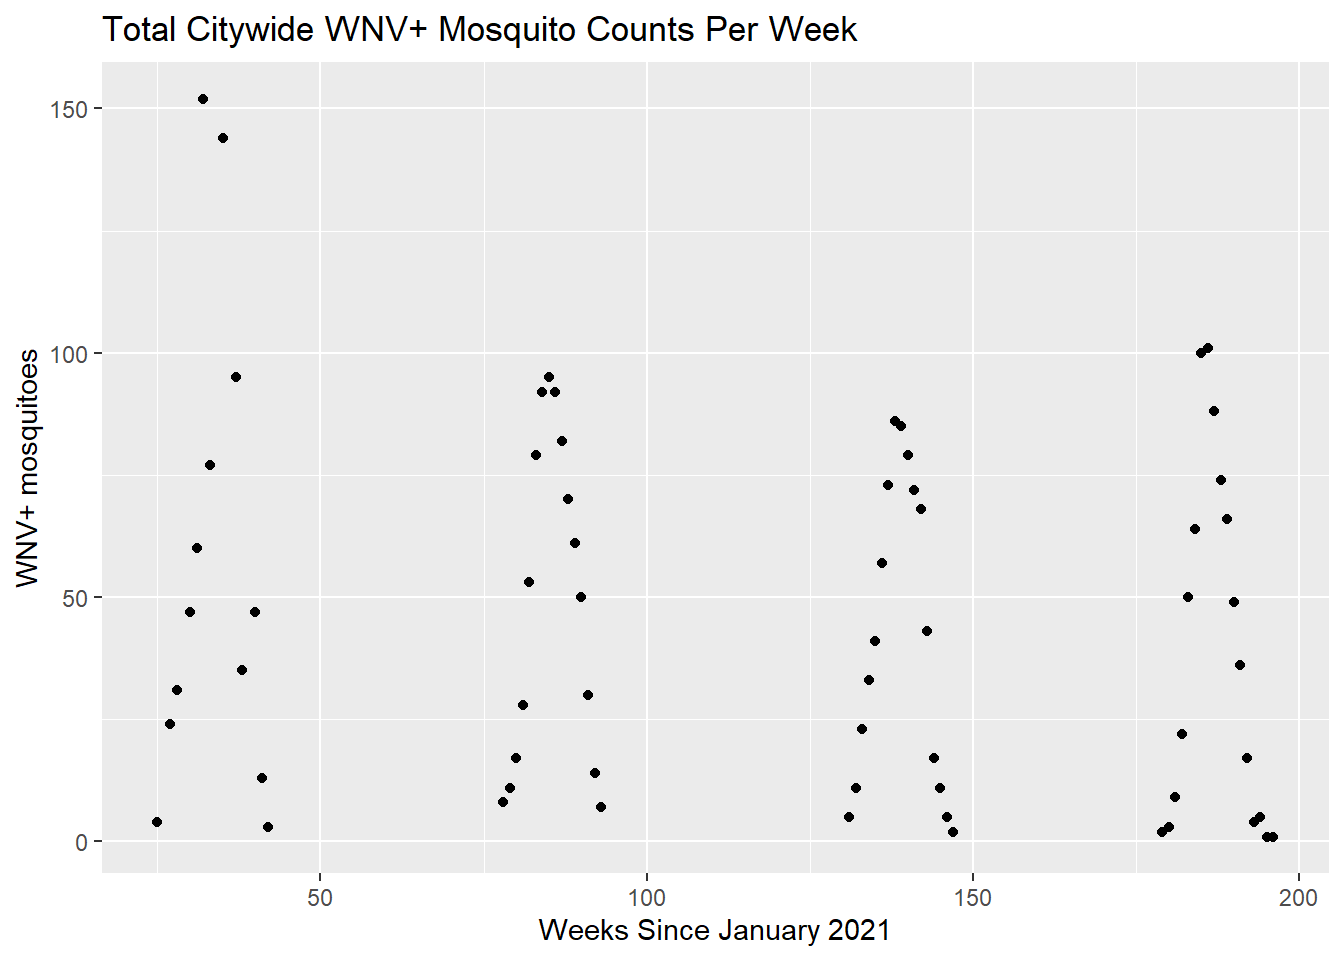 Total Citywide WNV+ Mosquito Counts Per Week
WNV+ mosquitoes
150
100
50
0
50 100 150 200
Weeks Since January 2021